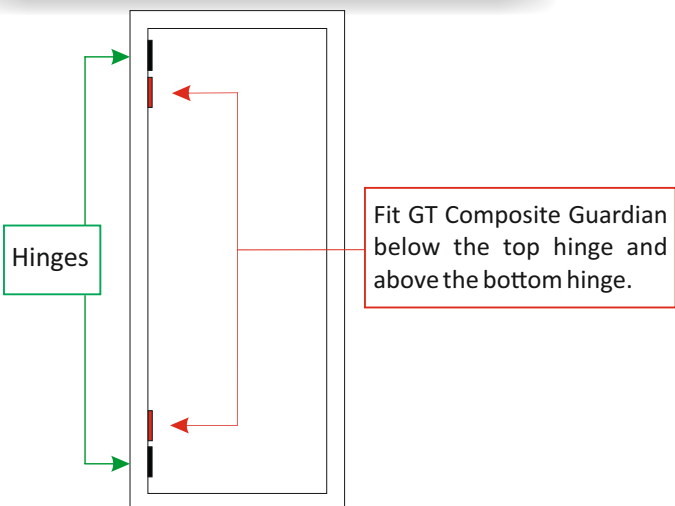 Hinges
Fit GT Composite Guardian
below the top hinge and
above the bottom hinge.